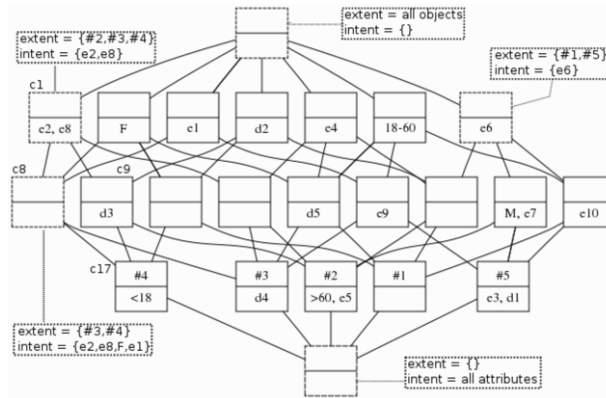 extent = all objects
intent = {}
extent = {#2,#3,#4}
intent = {e2,e8}
extent = {#1,#5}
intent = {e6}
c1
e2, e8
F
e1
d2
e4
18-60
e6
c8
c9
d3
d5
e9
M, e7
e10
c17
#4
#3
#2
#1
#5
<18
d4
>60, e5
e3, d1
extent = {#3,#4}
intent = {e2,e8,F,e1}
extent = {}
intent = all attributes